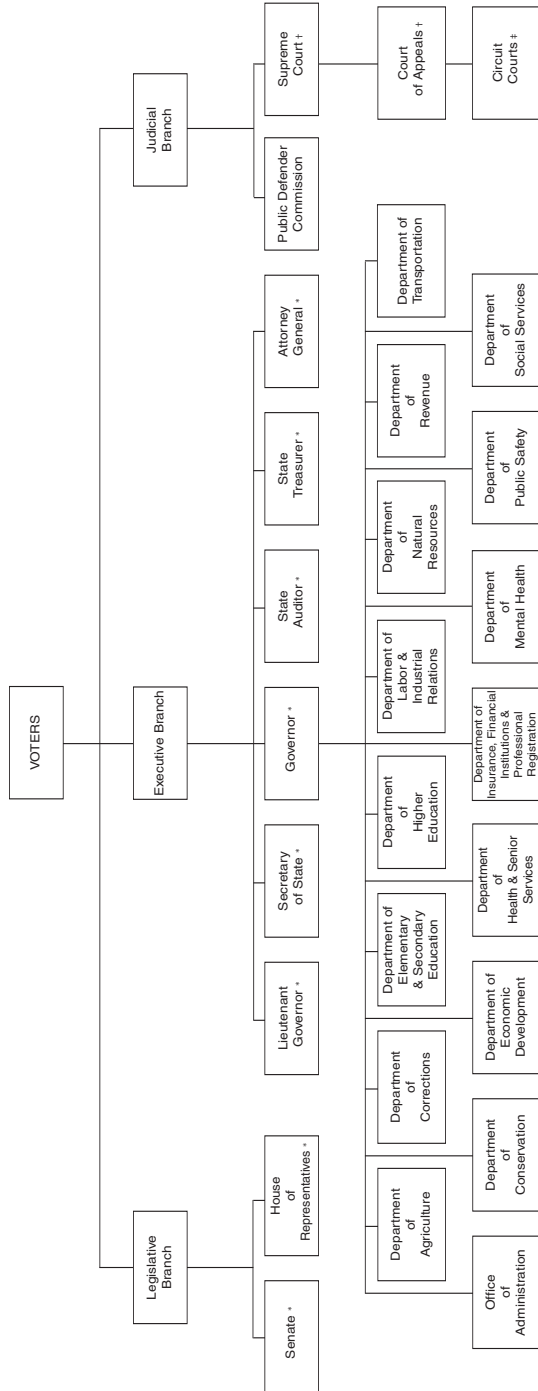 VOTERS
Legislative
Branch
Executive Branch
Judicial
Branch
Senate *
House
of
Representatives *
Lieutenant
Governor *
Secretary
of State *
Governor *
State
Auditor *
State
Treasurer *
Attorney
General *
Public Defender
Commission
Supreme
Court †
Department
of
Agriculture
Department
of
Corrections
Department of
Elementary
& Secondary
Education
Department
of
Higher
Education
Department of
Labor &
Industrial
Relations
Department
of
Natural
Resources
Department
of
Revenue
Department of
Transportation
Court
of Appeals †
Office
of
Administration
Department
of
Conservation
Department of
Economic
Development
Department
of
Health & Senior
Services
Department of
Insurance, Financial
Institutions &
Professional
Registration
Department
of
Mental Health
Department
of
Public Safety
Department
of
Social Services
Circuit
Courts ‡